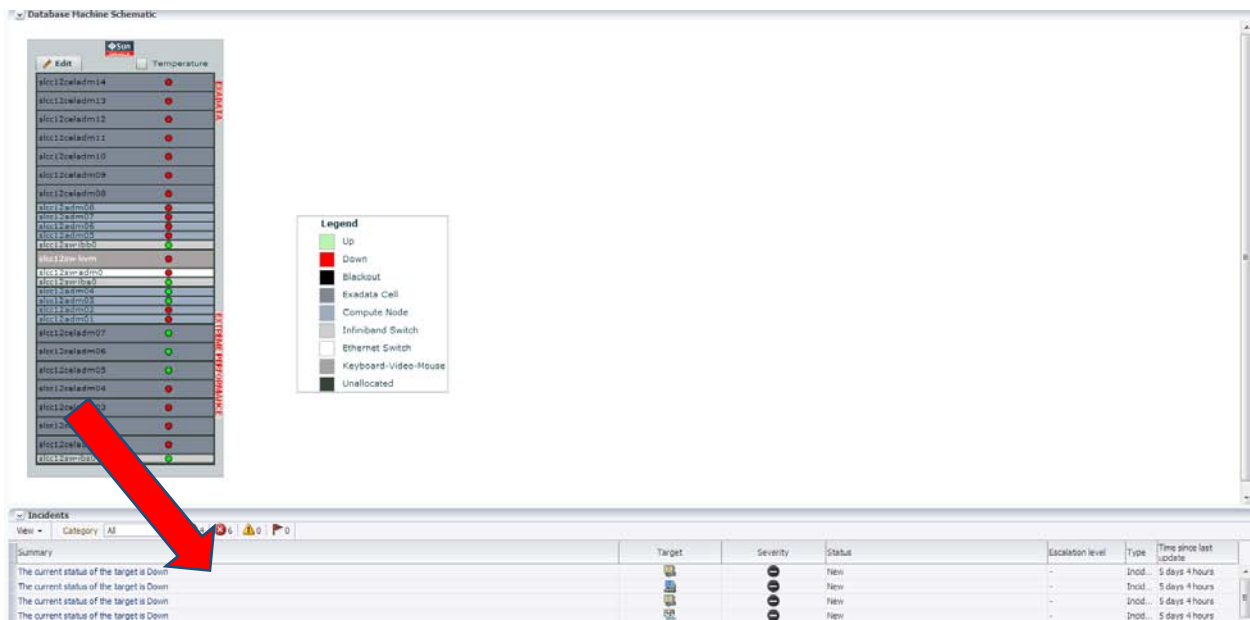 Database Machine Schematic
Sun
Edit
Temperature
slcc12celadm14
slcc12celadm13
slcc12celadm12
slcc12celadm11
slcc12celadm10
slcc12celadm09
slcc12celadm08
slcc12adm08
slcc12adm07
slcc12adm06
slcc12adm05
slcc12sw-ibb0
slcc12sw-kvm
slcc12sw-adm0
slcc12sw-iba0
slcc12adm04
slcc12adm03
slcc12adm02
slcc12adm01
slcc12celadm07
slcc12celadm06
slcc12celadm05
slcc12celadm04
EXADATA
EXTREME PERFORMANCE
Legend
Up
Down
Blackout
Exadata Cell
Compute Node
Infiniband Switch
Ethernet Switch
Keyboard-Video-Mouse
Unallocated
Incidents
View Category All 6 0 0
Summary Target Severity Status Escalation level Type Time since last update
The current status of the target is Down New - Incid... 5 days 4 hours
The current status of the target is Down New - Incid... 5 days 4 hours
The current status of the target is Down New - Incid... 5 days 4 hours
The current status of the target is Down New - Incid... 5 days 4 hours